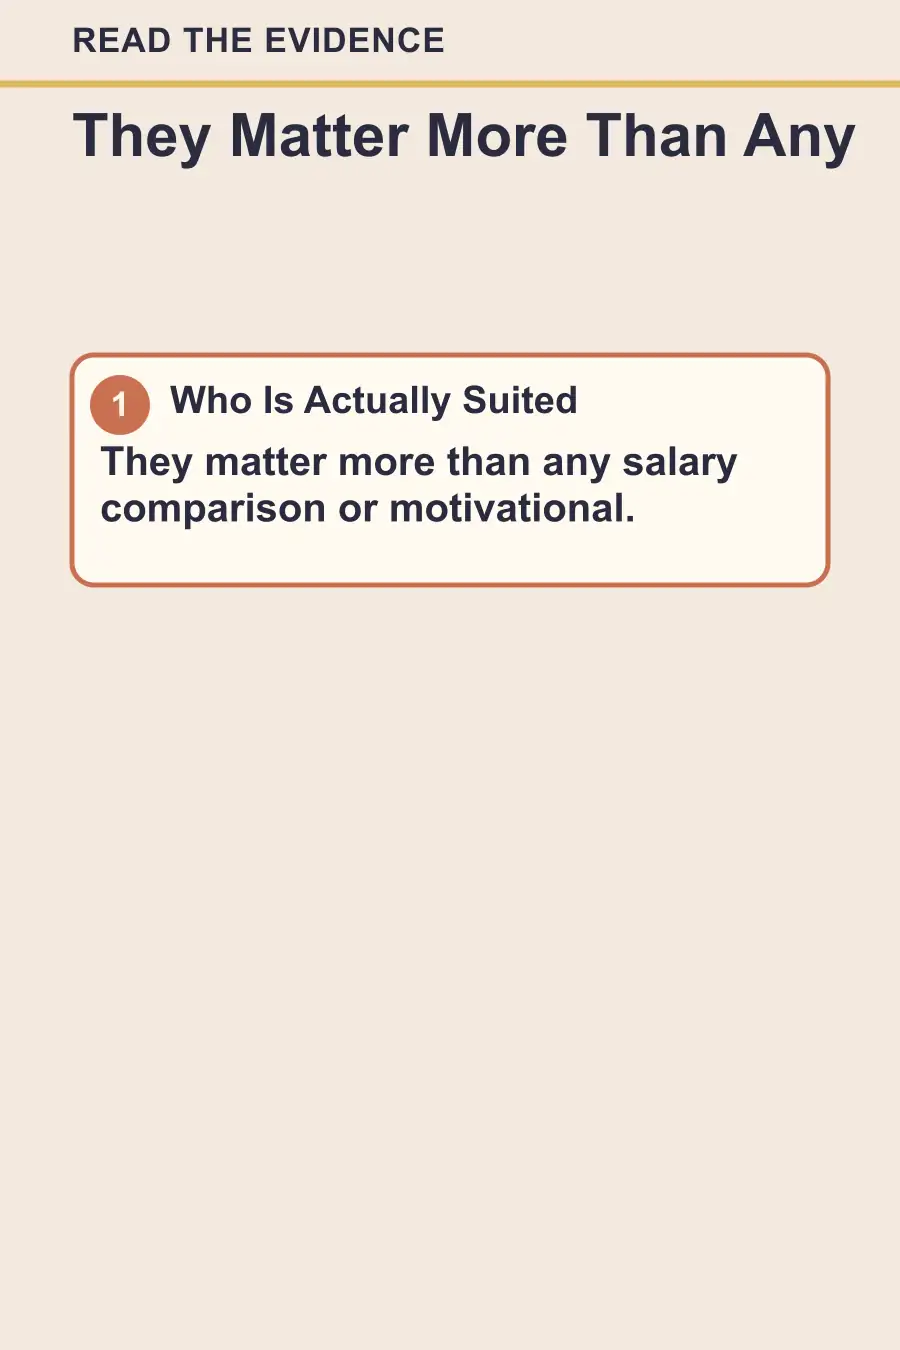 READ THE EVIDENCE
They Matter More Than Any
1 Who Is Actually Suited
They matter more than any salary
comparison or motivational.